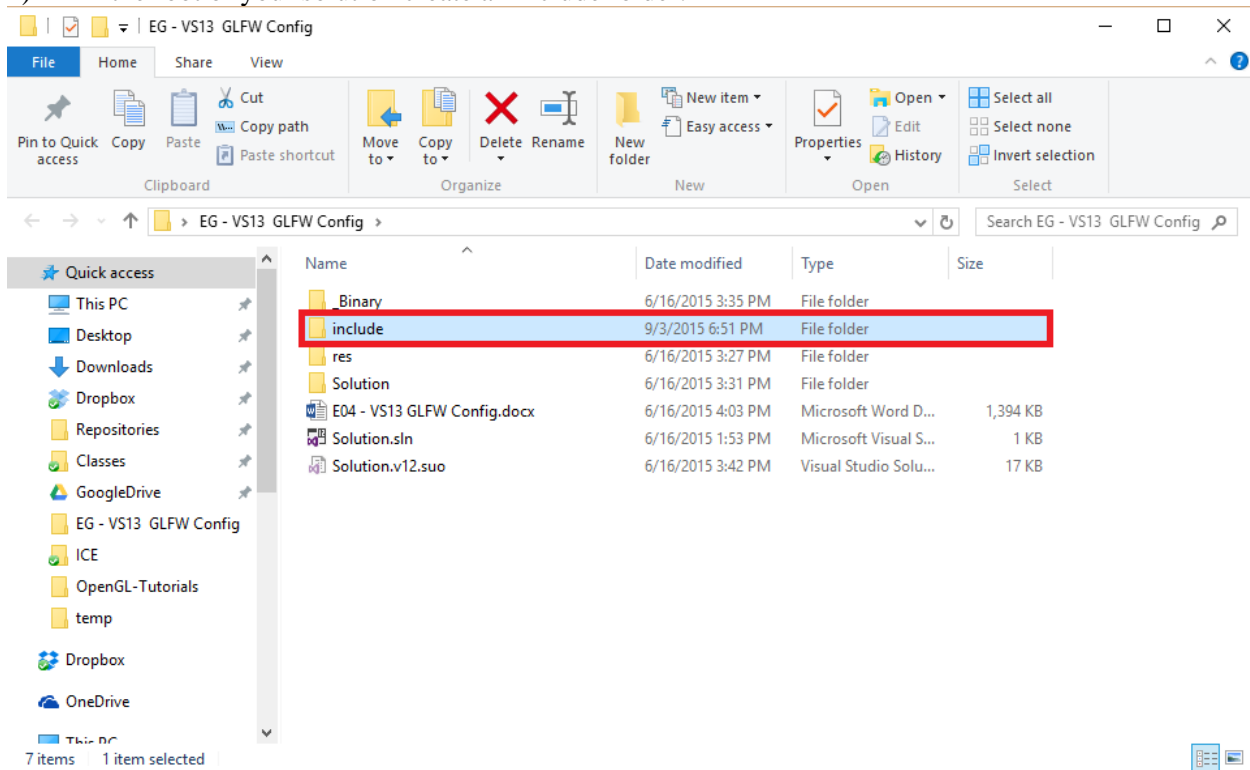 EG - VS13 GLFW Config
File Home Share View
Pin to Quick access
Copy
Paste
Cut
Copy path
Paste shortcut
Move to
Copy to
Delete
Rename
New folder
New item
Easy access
Properties
Open
Edit
History
Select all
Select none
Invert selection
Clipboard Organize New Open Select
EG - VS13 GLFW Config
Search EG - VS13 GLFW Config
Name Date modified Type Size
_Binary 6/16/2015 3:35 PM File folder
include 9/3/2015 6:51 PM File folder
res 6/16/2015 3:27 PM File folder
Solution 6/16/2015 3:31 PM File folder
E04 - VS13 GLFW Config.docx 6/16/2015 4:03 PM Microsoft Word D... 1,394 KB
Solution.sln 6/16/2015 1:53 PM Microsoft Visual S... 1 KB
Solution.v12.suo 6/16/2015 3:42 PM Visual Studio Solu... 17 KB
Quick access
This PC
Desktop
Downloads
Dropbox
Repositories
Classes
GoogleDrive
EG - VS13 GLFW Config
ICE
OpenGL-Tutorials
temp
Dropbox
OneDrive
This PC
7 items 1 item selected